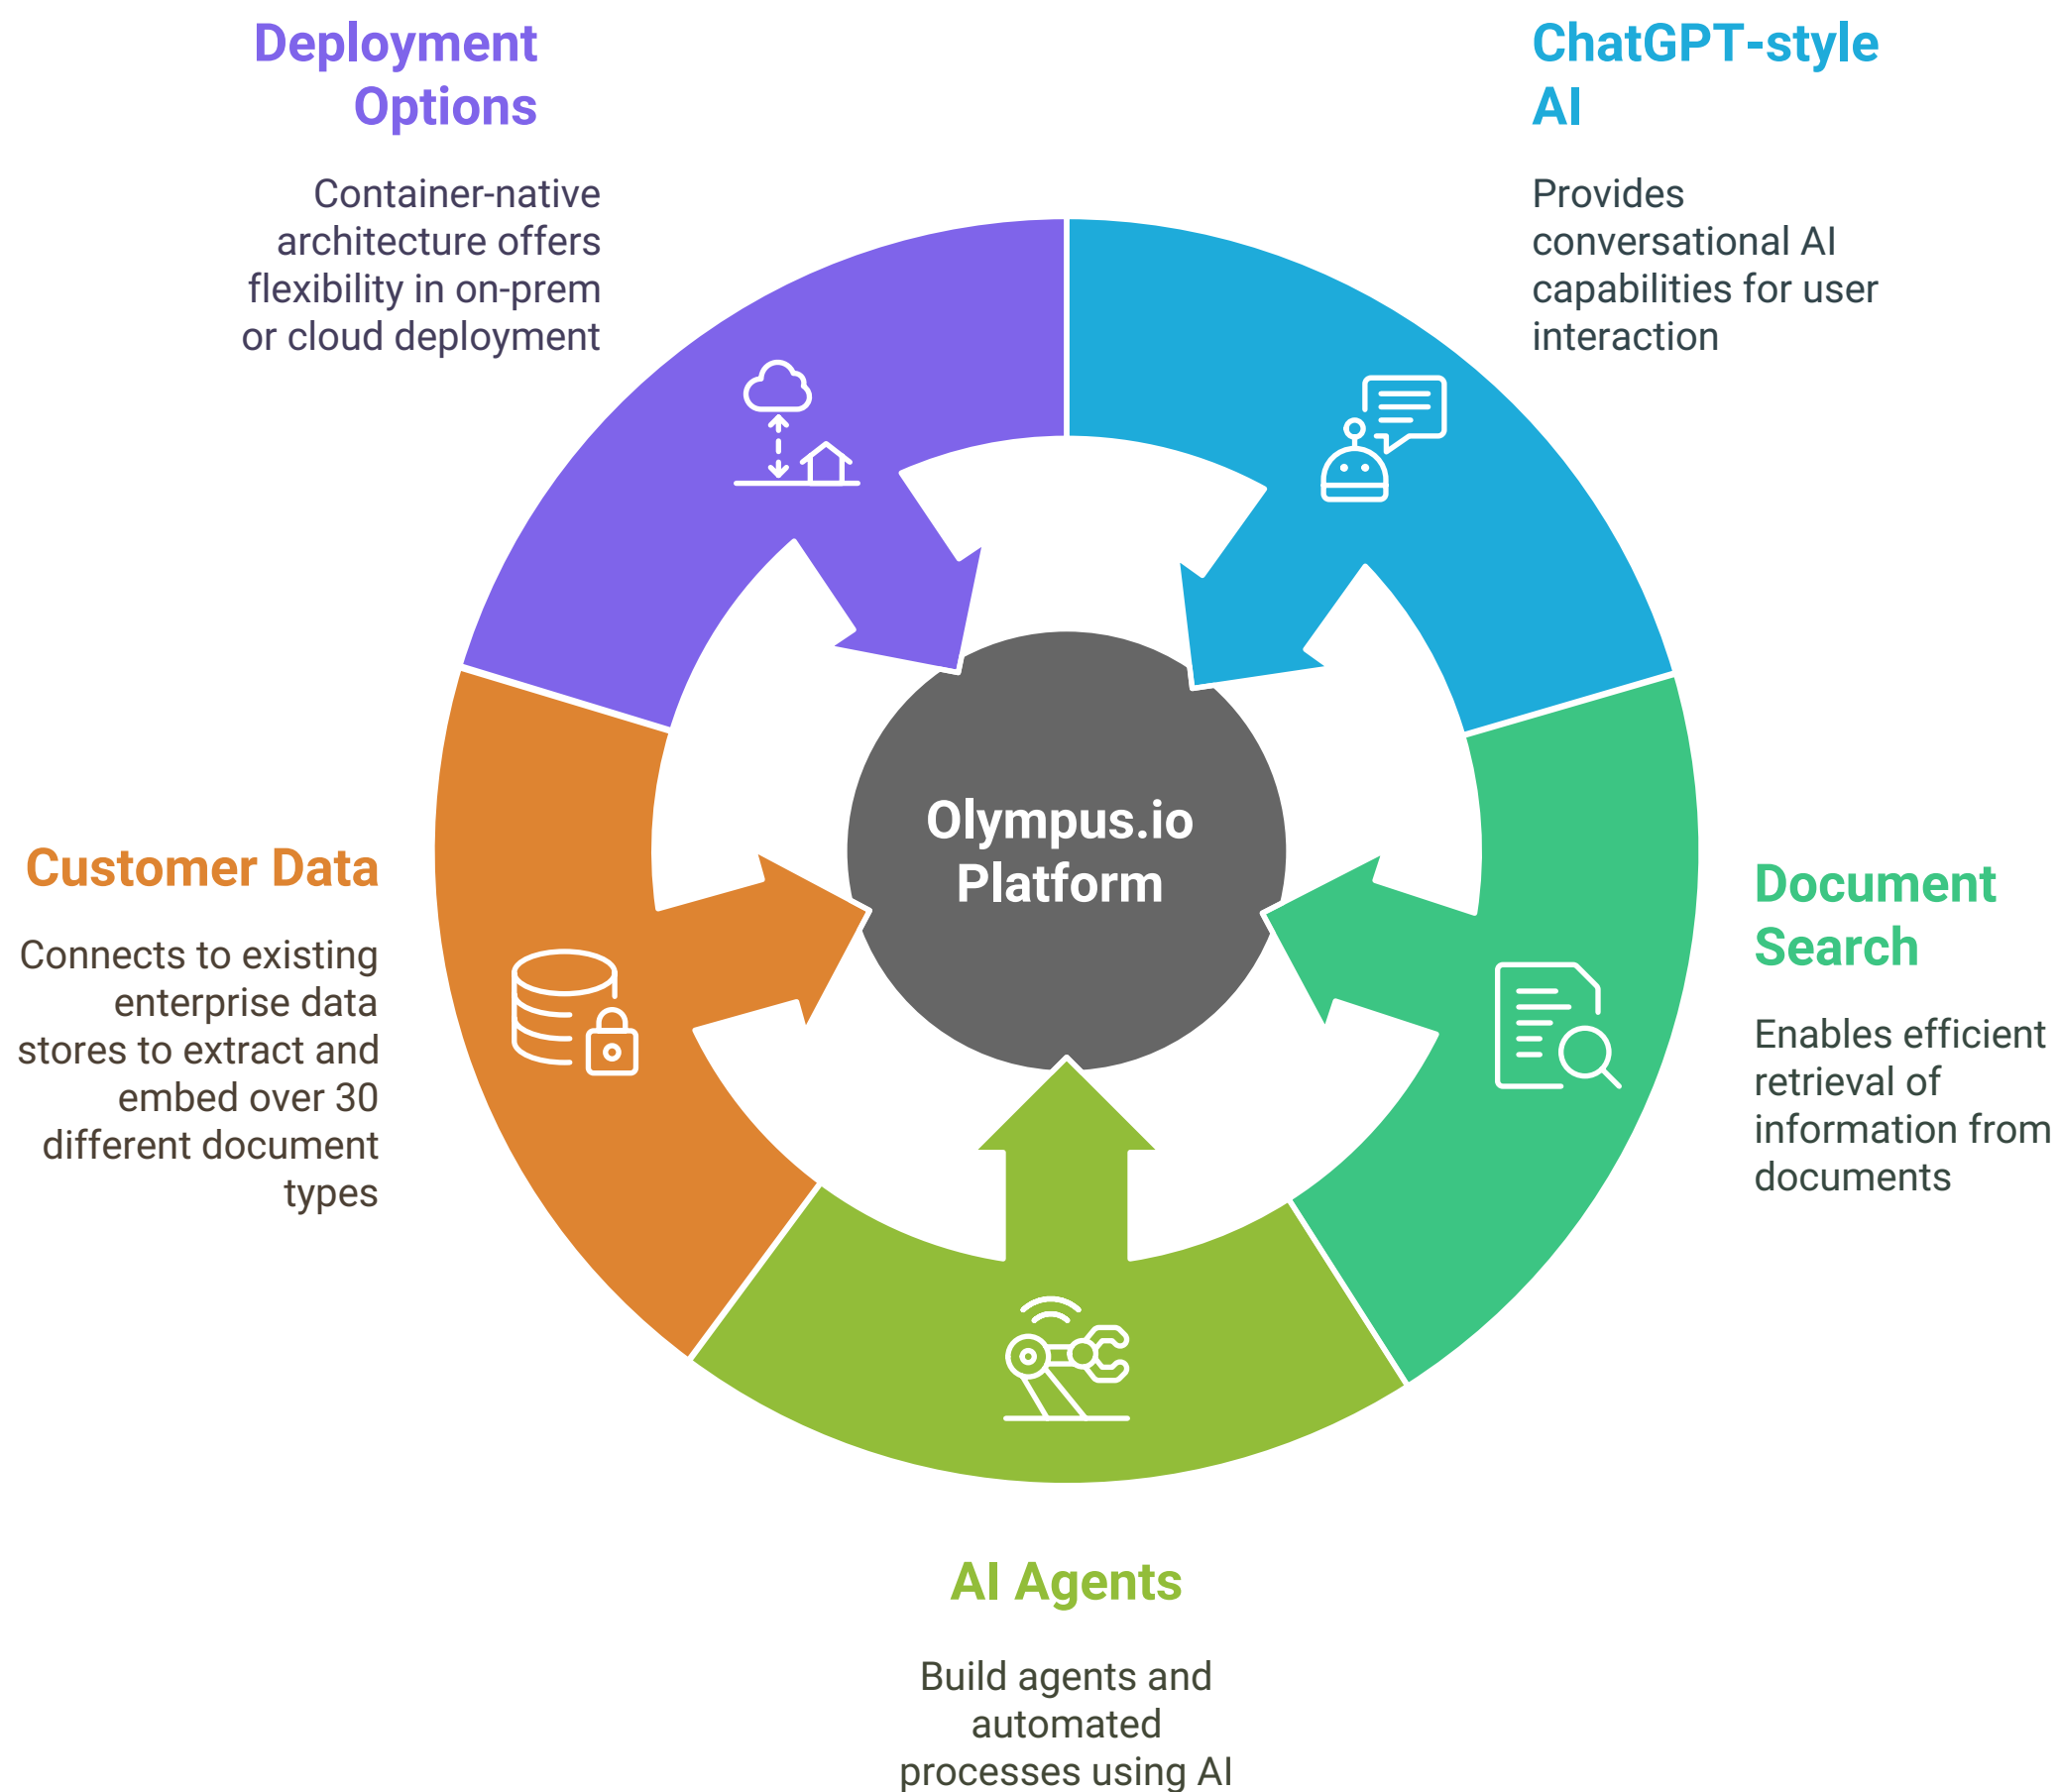 Deployment
Options
Container-native
architecture offers
flexibility in on-prem
or cloud deployment
ChatGPT-style
AI
Provides
conversational AI
capabilities for user
interaction
Olympus.io
Platform
Customer Data
Connects to existing
enterprise data
stores to extract and
embed over 30
different document
types
Document
Search
Enables efficient
retrieval of
information from
documents
AI Agents
Build agents and
automated
processes using AI